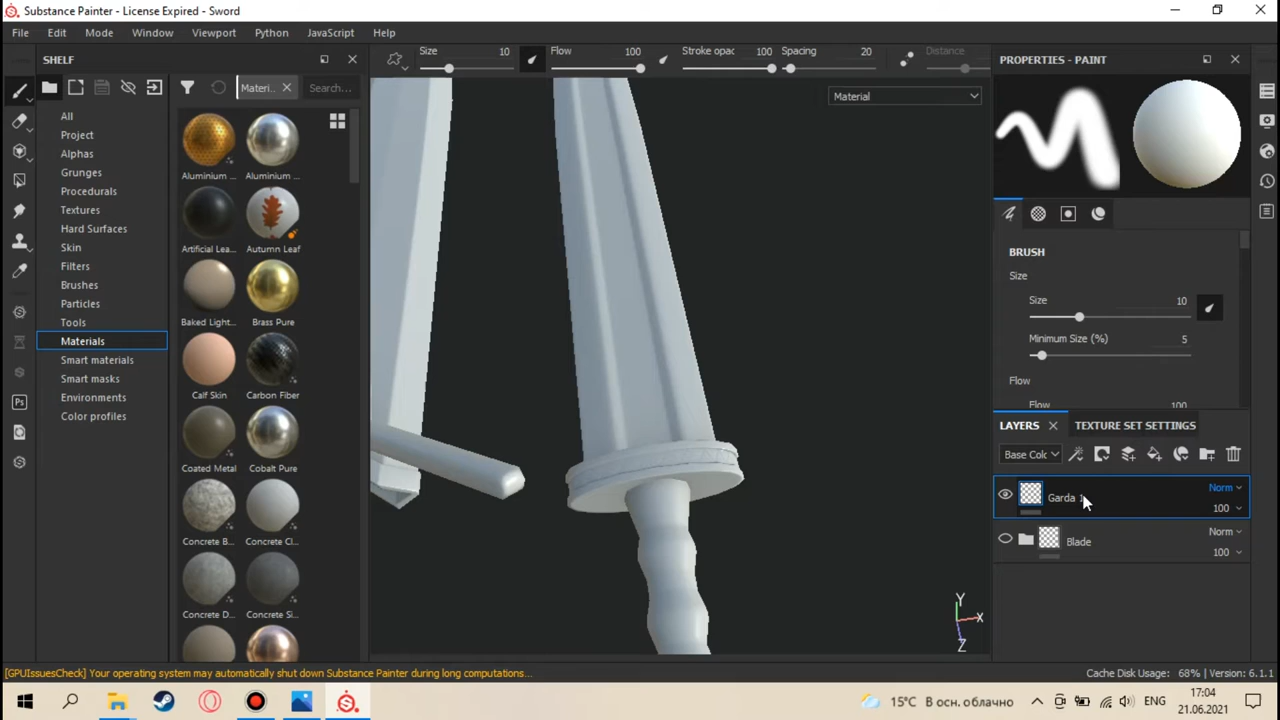 Substance Painter - License Expired - Sword
File Edit Mode Window Viewport Python JavaScript Help
SHELF
Size 10 Flow 100 Stroke opac 100 Spacing 20 Distance
PROPERTIES - PAINT
Materi... Search...
Material
All
Project
Alphas
Grunges
Procedurals
Textures
Hard Surfaces
Skin
Filters
Brushes
Particles
Tools
Materials
Smart materials
Smart masks
Environments
Color profiles
Aluminium ... Aluminium ...
Artificial Lea... Autumn Leaf
Baked Light... Brass Pure
Calf Skin Carbon Fiber
Coated Metal Cobalt Pure
Concrete B... Concrete Cl...
Concrete D... Concrete Si...
BRUSH
Size
Size 10
Minimum Size (%) 5
Flow
Flow 100
LAYERS TEXTURE SET SETTINGS
Base Colc
Garda 1 Norm
100
Blade Norm
100
Y
X
Z
Ps
[GPUIssuesCheck] Your operating system may automatically shut down Substance Painter during long computations...
Cache Disk Usage: 68% | Version: 6.1.1
15°C В осн. облачно ENG 17:04
21.06.2021